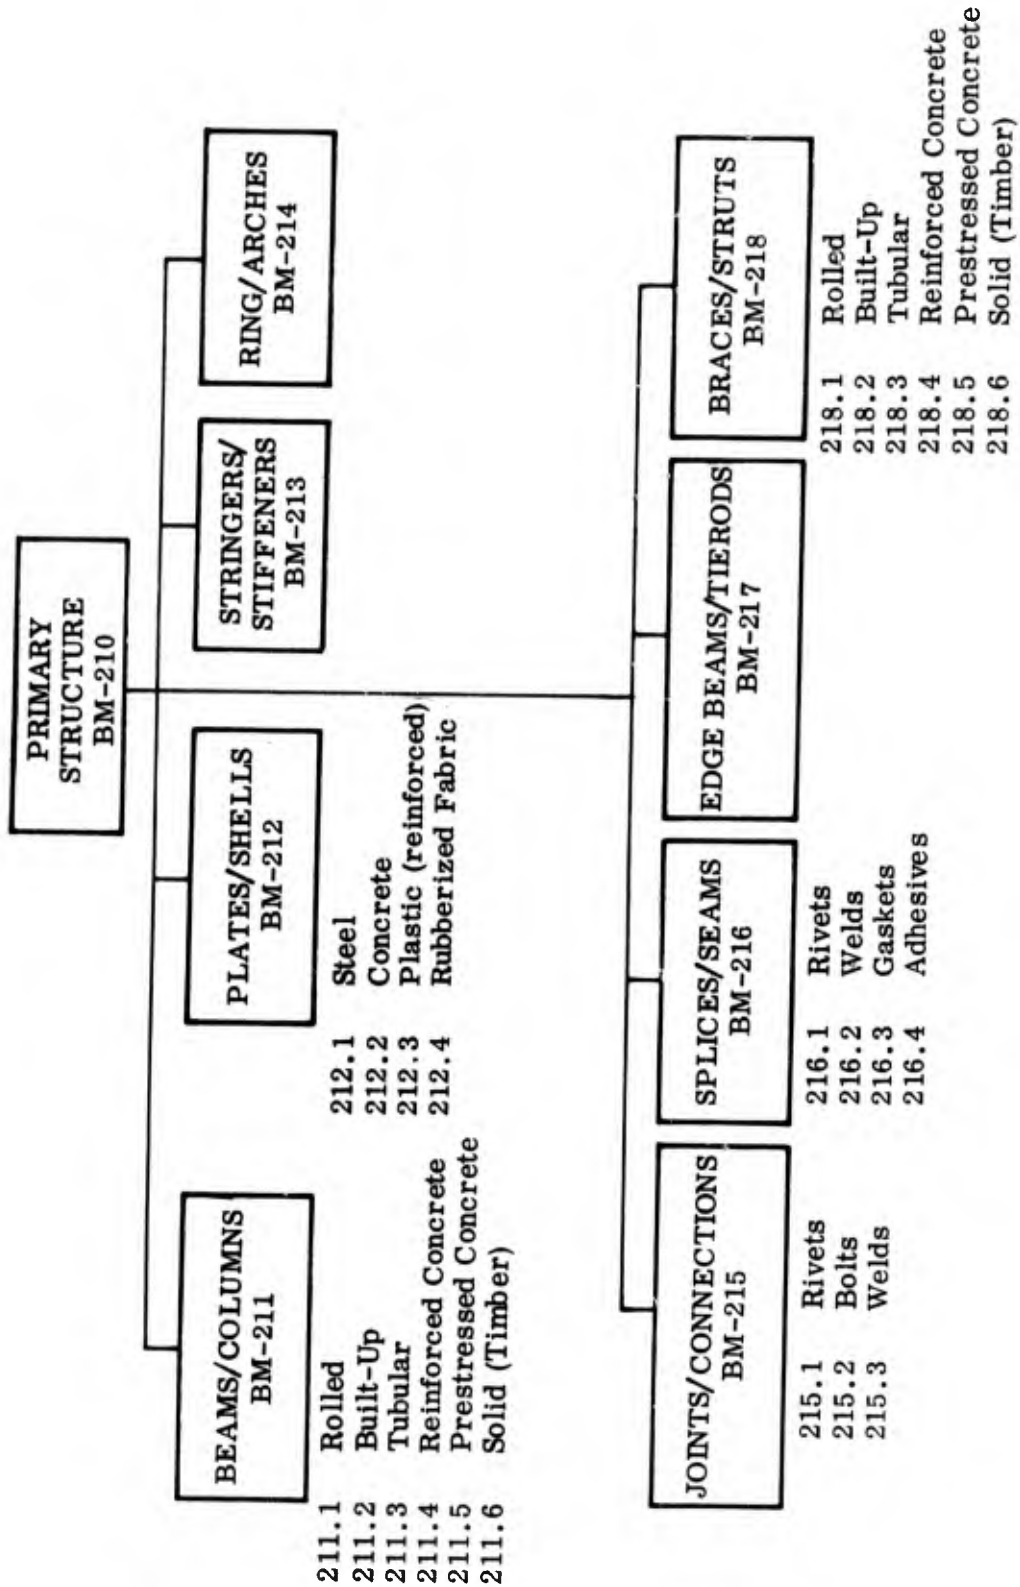 PRIMARY
STRUCTURE
BM-210
BEAMS/COLUMNS
BM-211
211.1 Rolled
211.2 Built-Up
211.3 Tubular
211.4 Reinforced Concrete
211.5 Prestressed Concrete
211.6 Solid (Timber)
PLATES/SHELLS
BM-212
212.1 Steel
212.2 Concrete
212.3 Plastic (reinforced)
212.4 Rubberized Fabric
STRINGERS/
STIFFENERS
BM-213
RING/ARCHES
BM-214
JOINTS/CONNECTIONS
BM-215
215.1 Rivets
215.2 Bolts
215.3 Welds
SPLICES/SEAMS
BM-216
216.1 Rivets
216.2 Welds
216.3 Gaskets
216.4 Adhesives
EDGE BEAMS/TIERODS
BM-217
BRACES/STRUTS
BM-218
218.1 Rolled
218.2 Built-Up
218.3 Tubular
218.4 Reinforced Concrete
218.5 Prestressed Concrete
218.6 Solid (Timber)